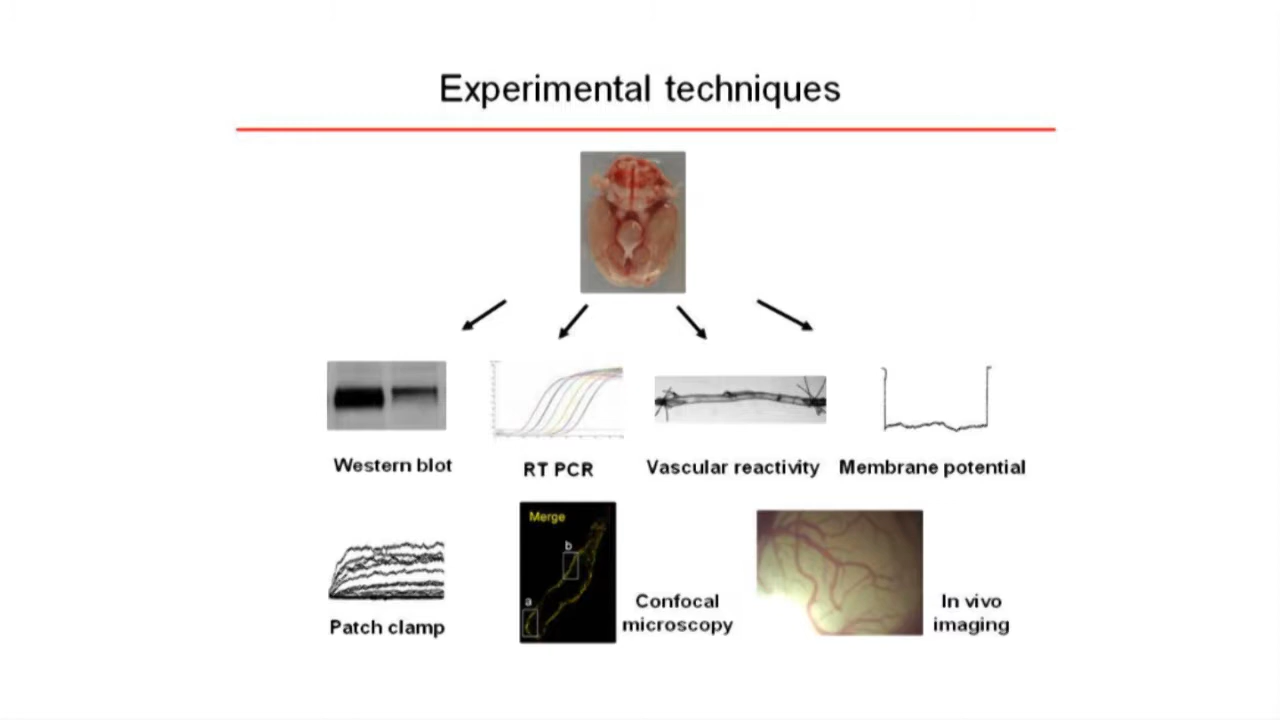 Experimental techniques
Western blot
RT PCR
Vascular reactivity
Membrane potential
Patch clamp
Merge
b
a
Confocal
microscopy
In vivo
imaging